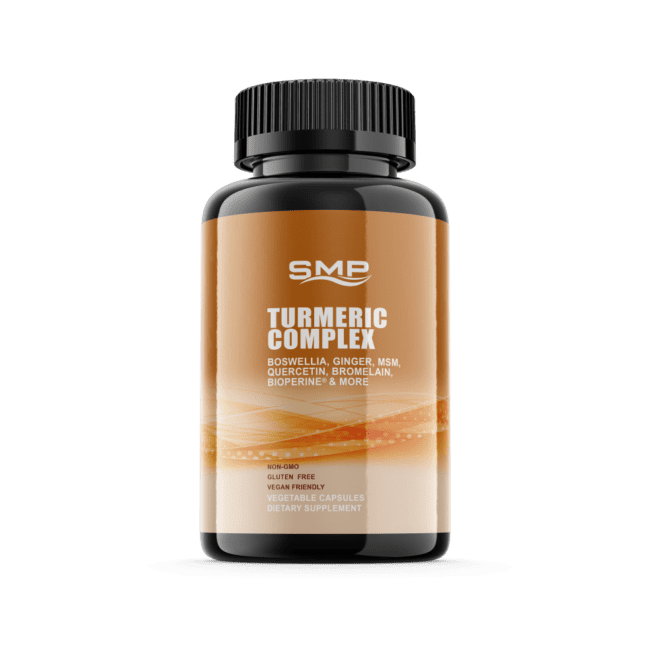 SMP
TURMERIC
COMPLEX
BOSWELLIA, GINGER, MSM,
QUERCETIN, BROMELAIN,
BIOPERINE® & MORE
NON-GMO
GLUTEN FREE
VEGAN FRIENDLY
VEGETABLE CAPSULES
DIETARY SUPPLEMENT